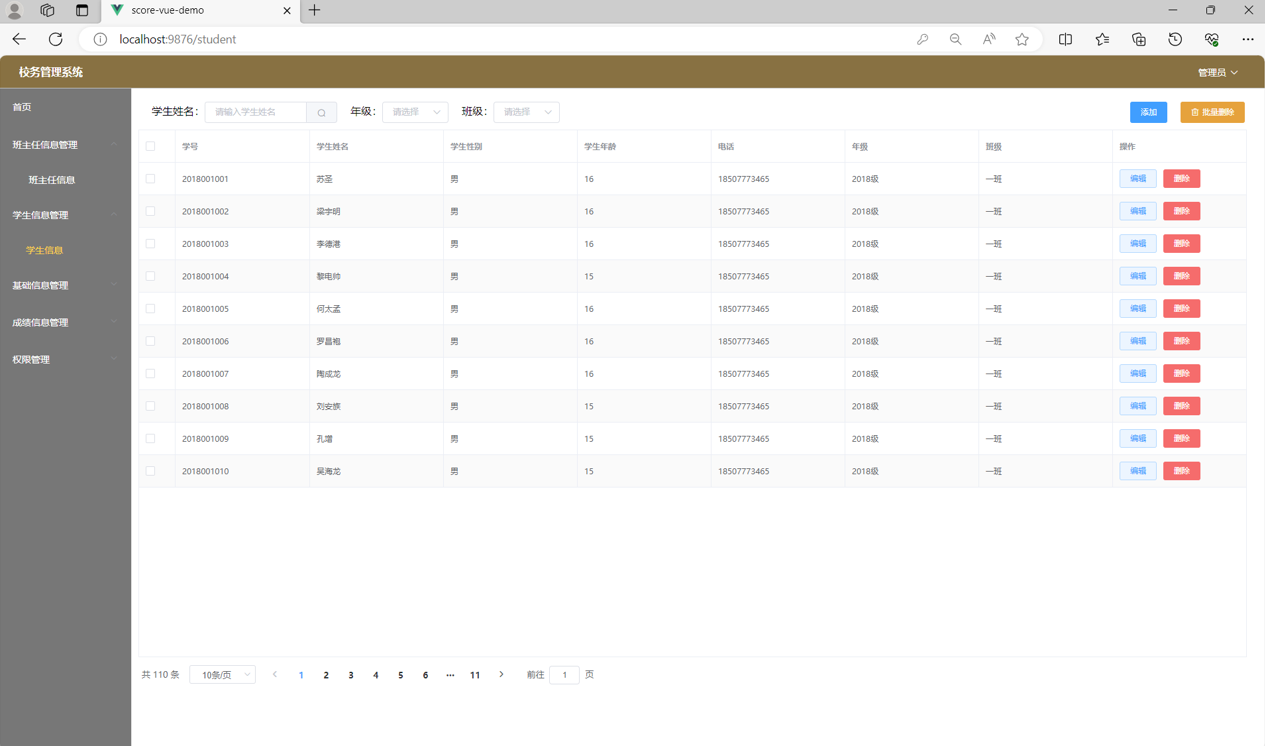 score-vue-demo
localhost:9876/student
校务管理系统
管理员
首页
班主任信息管理
班主任信息
学生信息管理
学生信息
基础信息管理
成绩信息管理
权限管理
学生姓名： 请输入学生姓名 年级： 请选择 班级： 请选择 添加 批量删除
学号 学生姓名 学生性别 学生年龄 电话 年级 班级 操作
2018001001 苏圣 男 16 18507773465 2018级 一班 编辑 删除
2018001002 梁宇明 男 16 18507773465 2018级 一班 编辑 删除
2018001003 李德港 男 16 18507773465 2018级 一班 编辑 删除
2018001004 黎电帅 男 15 18507773465 2018级 一班 编辑 删除
2018001005 何太孟 男 16 18507773465 2018级 一班 编辑 删除
2018001006 罗昌袍 男 16 18507773465 2018级 一班 编辑 删除
2018001007 陶成龙 男 16 18507773465 2018级 一班 编辑 删除
2018001008 刘安族 男 15 18507773465 2018级 一班 编辑 删除
2018001009 孔增 男 15 18507773465 2018级 一班 编辑 删除
2018001010 吴海龙 男 15 18507773465 2018级 一班 编辑 删除
共 110 条 10条/页 1 2 3 4 5 6 ··· 11 前往 1 页